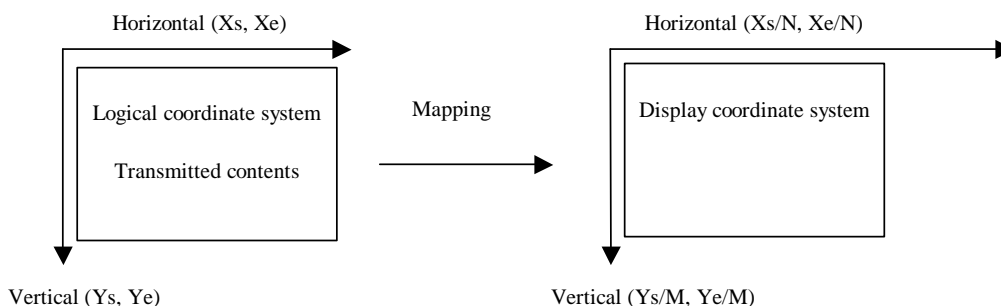 Horizontal (Xs, Xe)
Horizontal (Xs/N, Xe/N)
Logical coordinate system
Transmitted contents
Mapping
Display coordinate system
Vertical (Ys, Ye)
Vertical (Ys/M, Ye/M)